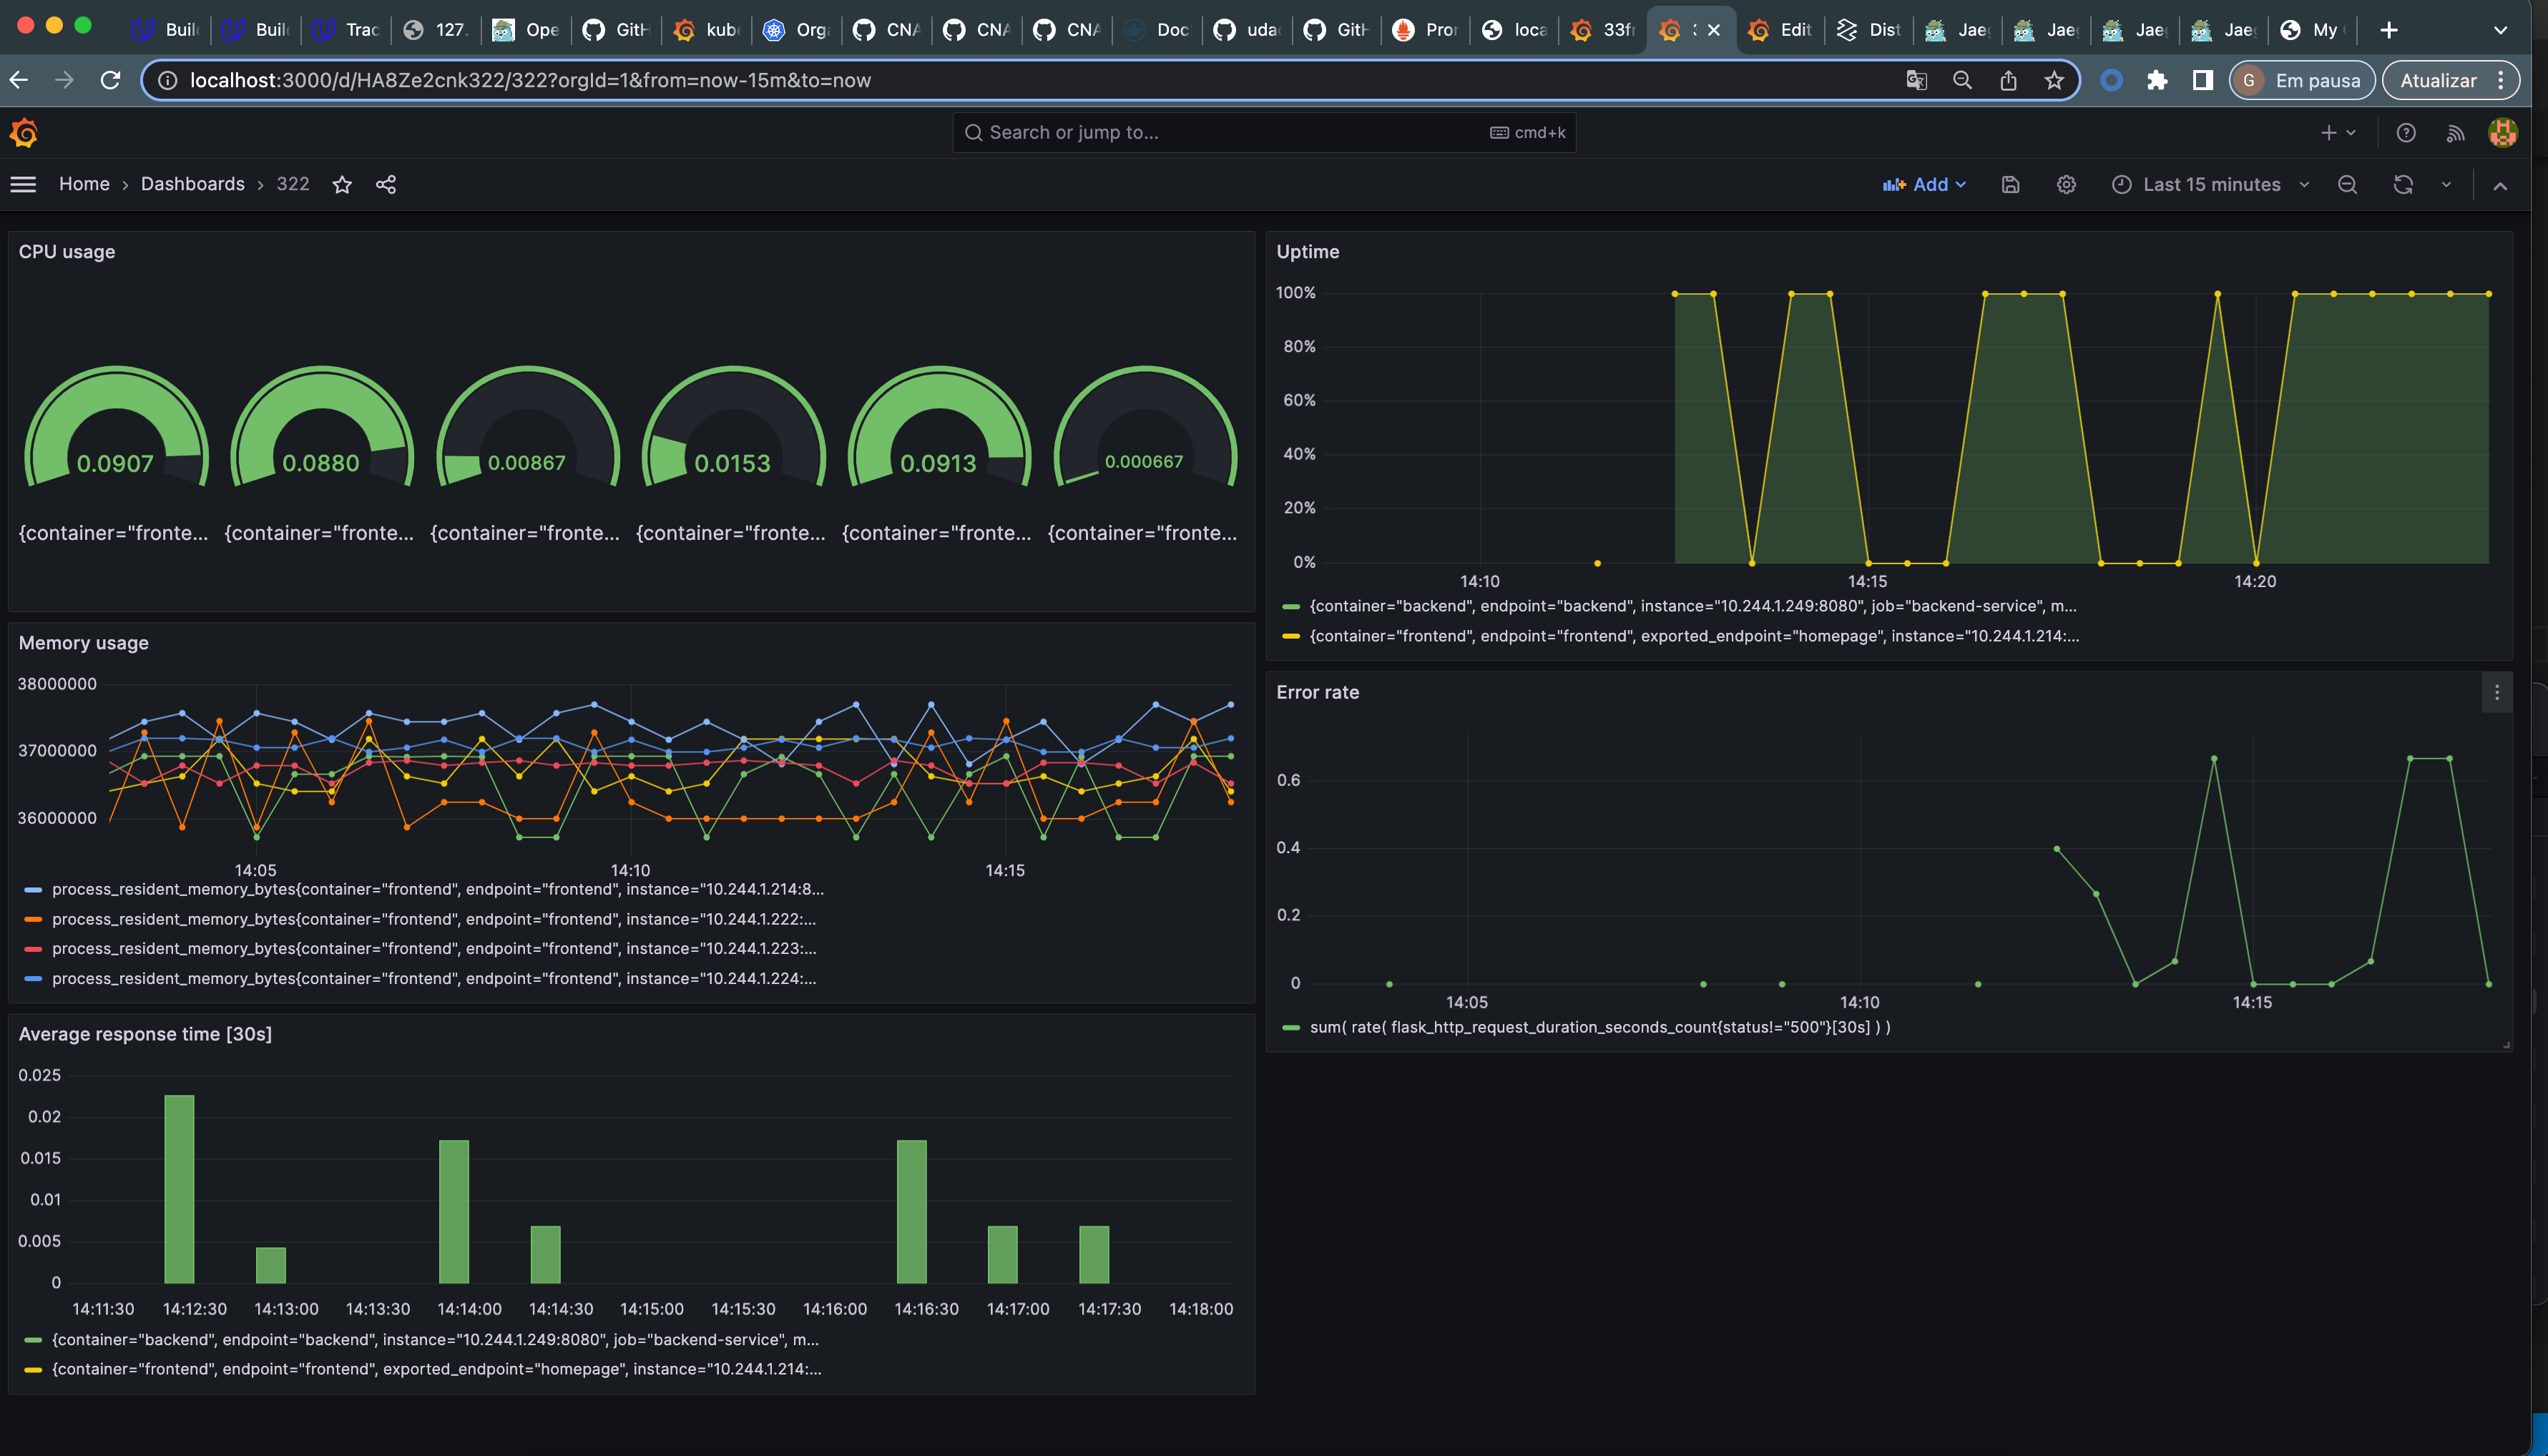 Buil Buil Trac 127. Ope GitH kube Orga CNA CNA CNA Doc uda GitH Pron loca 33fr Edit Dist Jaeg Jaeg Jaeg Jaeg My
localhost:3000/d/HA8Ze2cnk322/322?orgId=1&from=now-15m&to=now
G Em pausa Atualizar
Search or jump to... cmd+k
Home › Dashboards › 322
Add Last 15 minutes
CPU usage
0.0907 0.0880 0.00867 0.0153 0.0913 0.000667
{container="fronte... {container="fronte... {container="fronte... {container="fronte... {container="fronte... {container="fronte...
Uptime
100%
80%
60%
40%
20%
0%
14:10 14:15 14:20
{container="backend", endpoint="backend", instance="10.244.1.249:8080", job="backend-service", m...
{container="frontend", endpoint="frontend", exported_endpoint="homepage", instance="10.244.1.214:...
Memory usage
38000000
37000000
36000000
14:05 14:10 14:15
process_resident_memory_bytes{container="frontend", endpoint="frontend", instance="10.244.1.214:8...
process_resident_memory_bytes{container="frontend", endpoint="frontend", instance="10.244.1.222:...
process_resident_memory_bytes{container="frontend", endpoint="frontend", instance="10.244.1.223:...
process_resident_memory_bytes{container="frontend", endpoint="frontend", instance="10.244.1.224:...
Error rate
0.6
0.4
0.2
0
14:05 14:10 14:15
sum( rate( flask_http_request_duration_seconds_count{status!="500"}[30s] ) )
Average response time [30s]
0.025
0.02
0.015
0.01
0.005
0
14:11:30 14:12:30 14:13:00 14:13:30 14:14:00 14:14:30 14:15:00 14:15:30 14:16:00 14:16:30 14:17:00 14:17:30 14:18:00
{container="backend", endpoint="backend", instance="10.244.1.249:8080", job="backend-service", m...
{container="frontend", endpoint="frontend", exported_endpoint="homepage", instance="10.244.1.214:...